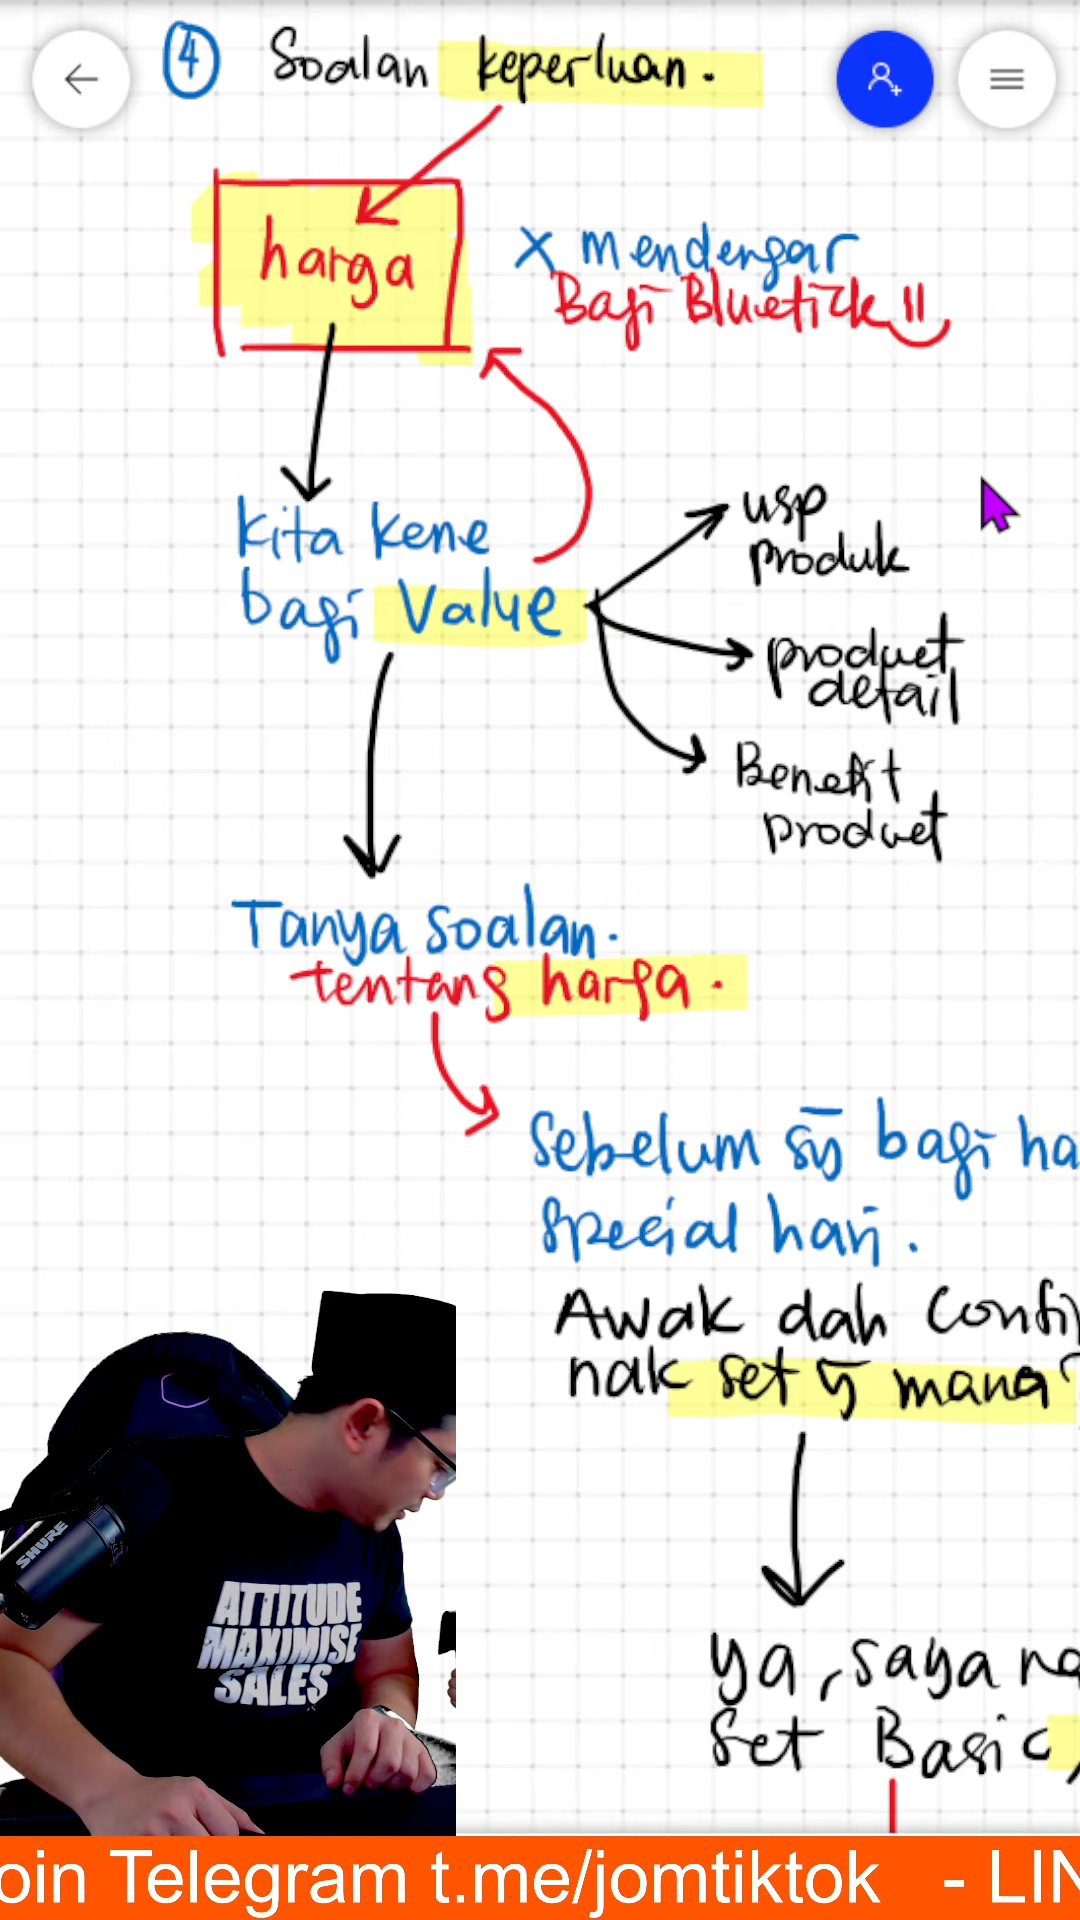 4 Soalan keperluan.
harga
x mendengar
Bagi Bluetick
kita kene
bagi Value
usp
produk
product
detail
Benefit
product
Tanya soalan.
tentang harga.
Sebelum sy bagi ha
special hari.
Awak dah Confi
nak set yg mana?
ya, saya na
set Basic
SHURE
ATTITUDE
MAXIMISE
SALES
oin Telegram t.me/jomtiktok - LIN